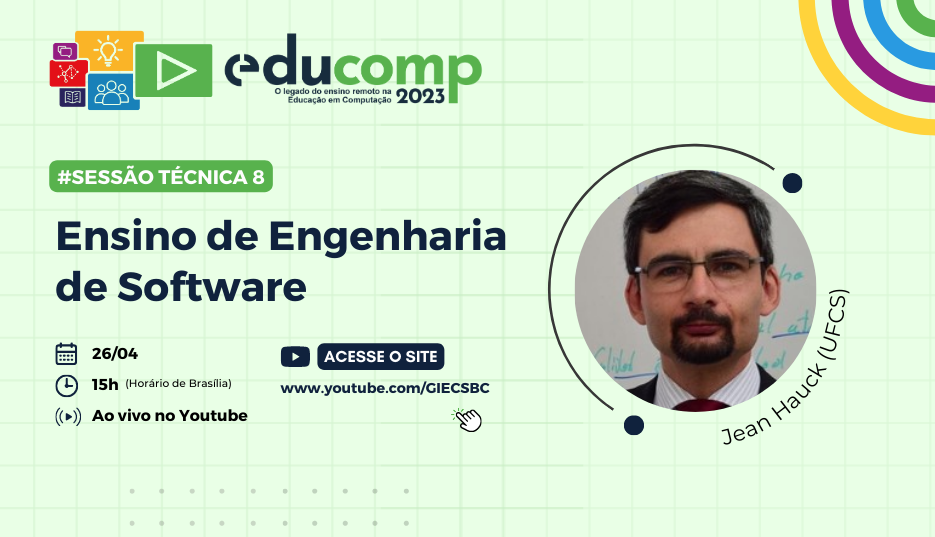 educomp
O legado do ensino remoto na
Educação em Computação 2023
#SESSÃO TÉCNICA 8
Ensino de Engenharia
de Software
26/04
15h (Horário de Brasília)
Ao vivo no Youtube
ACESSE O SITE
www.youtube.com/GIECSBC
Jean Hauck (UFCS)